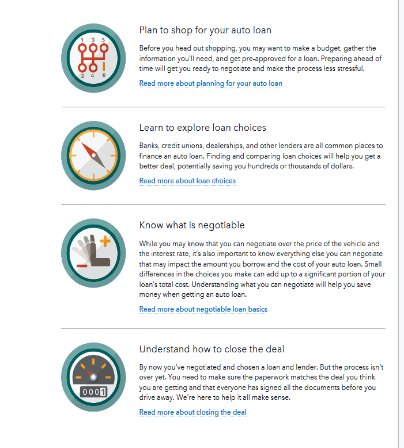 Plan to shop for your auto loan
Before you head out shopping, you may want to make a budget, gather the
information you'll need, and get pre-approved for a loan. Preparing ahead of
time will get you ready to negotiate and make the process less stressful.
Read more about planning for your auto loan
Learn to explore loan choices
Banks, credit unions, dealerships, and other lenders are all common places to
finance an auto loan. Finding and comparing loan choices will help you get a
better deal, potentially saving you hundreds or thousands of dollars.
Read more about loan choices
Know what is negotiable
While you may know that you can negotiate over the price of the vehicle and
the interest rate, it's also important to know everything else you can negotiate
that may impact the amount you borrow and the cost of your auto loan. Small
differences in the choices you make can add up to a significant portion of your
loan's total cost. Understanding what you can negotiate will help you save
money when getting an auto loan.
Read more about negotiable loan basics
Understand how to close the deal
By now you've negotiated and chosen a loan and lender. But the process isn't
over yet. You need to make sure the paperwork matches the deal you think
you are getting and that everyone has signed all the documents before you
drive away. We're here to help it all make sense.
Read more about closing the deal
1 3 5
2 4 R
0001